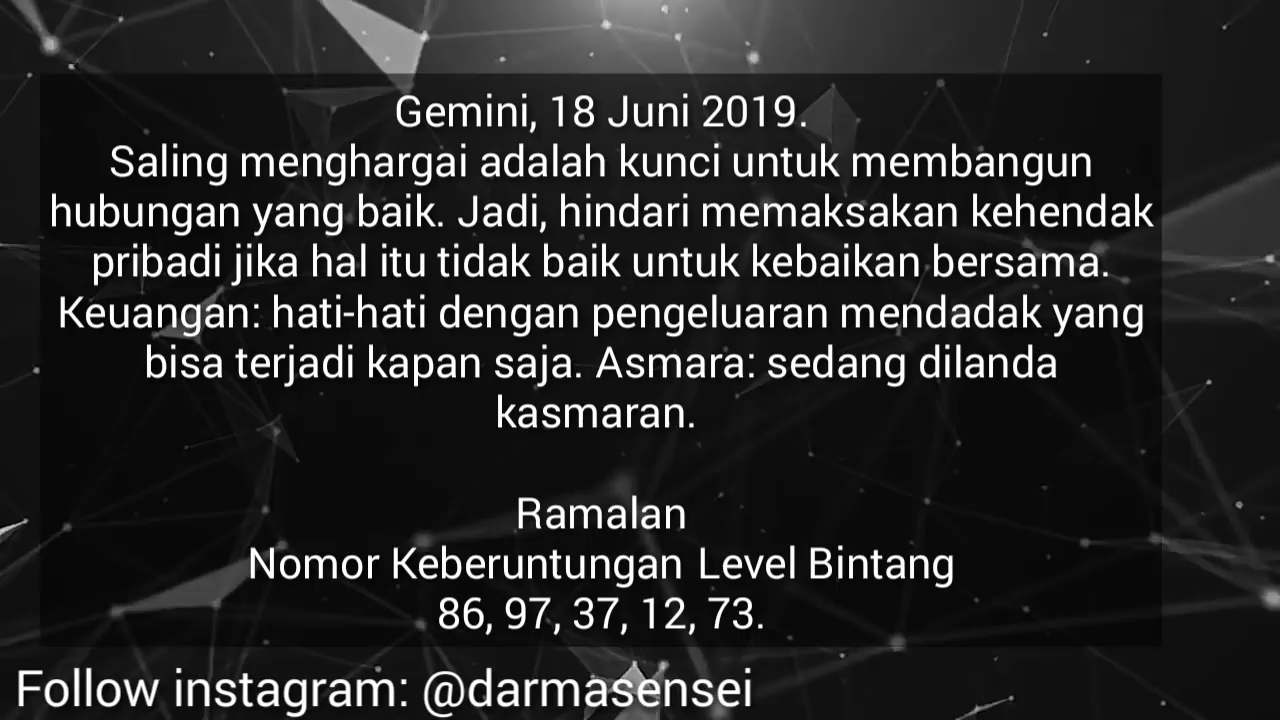 Gemini, 18 Juni 2019.
Saling menghargai adalah kunci untuk membangun
hubungan yang baik. Jadi, hindari memaksakan kehendak
pribadi jika hal itu tidak baik untuk kebaikan bersama.
Keuangan: hati-hati dengan pengeluaran mendadak yang
bisa terjadi kapan saja. Asmara: sedang dilanda
kasmaran.
Ramalan
Nomor Keberuntungan Level Bintang
86, 97, 37, 12, 73.
Follow instagram: @darmasensei